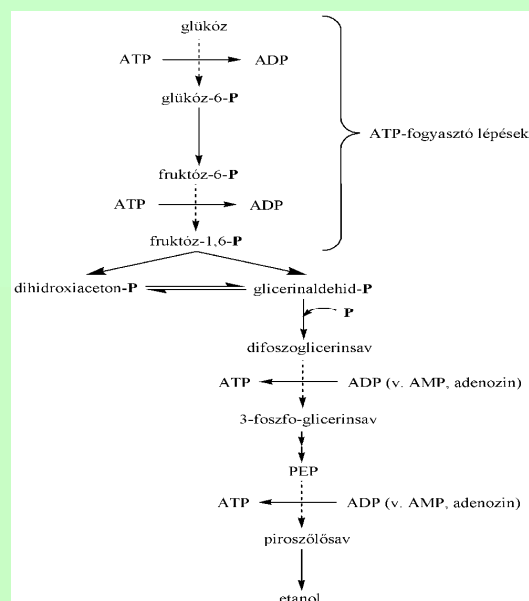 glükóz
ATP ADP
glükóz-6-P
ATP-fogyasztó lépések
fruktóz-6-P
ATP ADP
fruktóz-1,6-P
dihidroxiaceton-P glicerinaldehid-P
P
difoszoglicerinsav
ATP ADP (v. AMP, adenozin)
3-foszfo-glicerinsav
PEP
ATP ADP (v. AMP, adenozin)
piroszőlősav
etanol